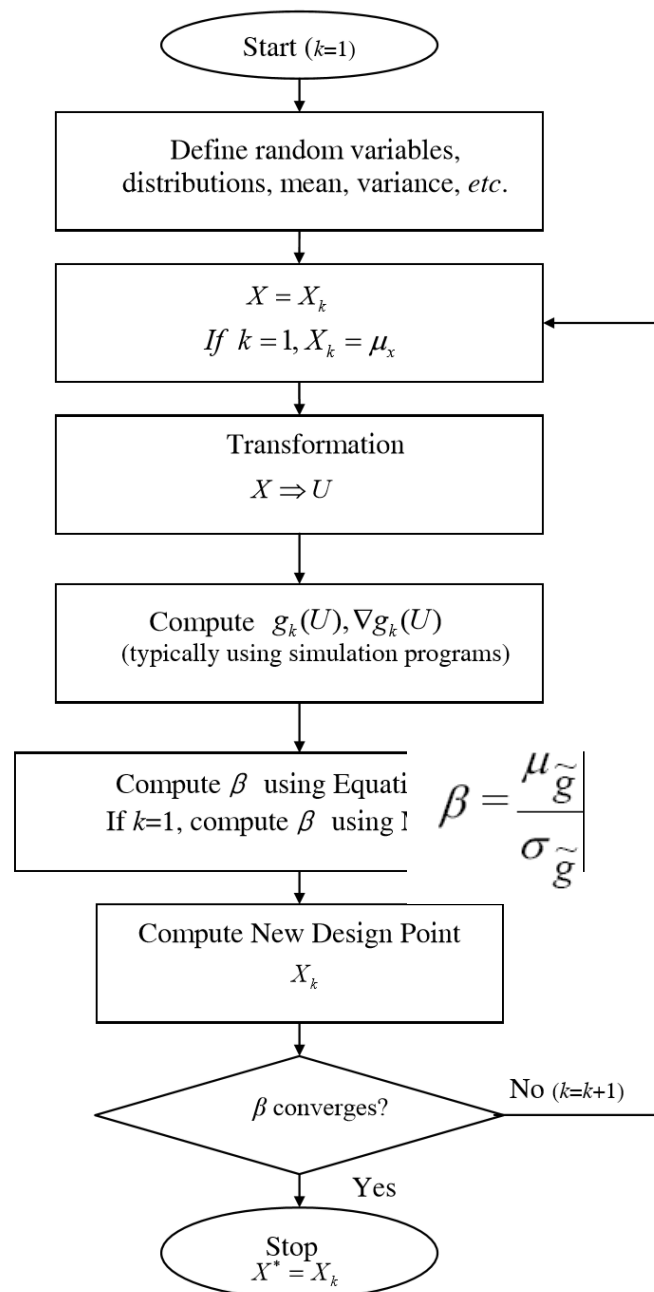 Start (k=1)
Define random variables,
distributions, mean, variance, etc.
X = X_k
If k = 1, X_k = μ_x
Transformation
X ⇒ U
Compute g_k(U), ∇g_k(U)
(typically using simulation programs)
Compute β using
If k=1, compute β using
β = μ_g̃ / σ_g̃
Compute New Design Point
X_k
β converges?
No (k=k+1)
Yes
Stop
X^* = X_k